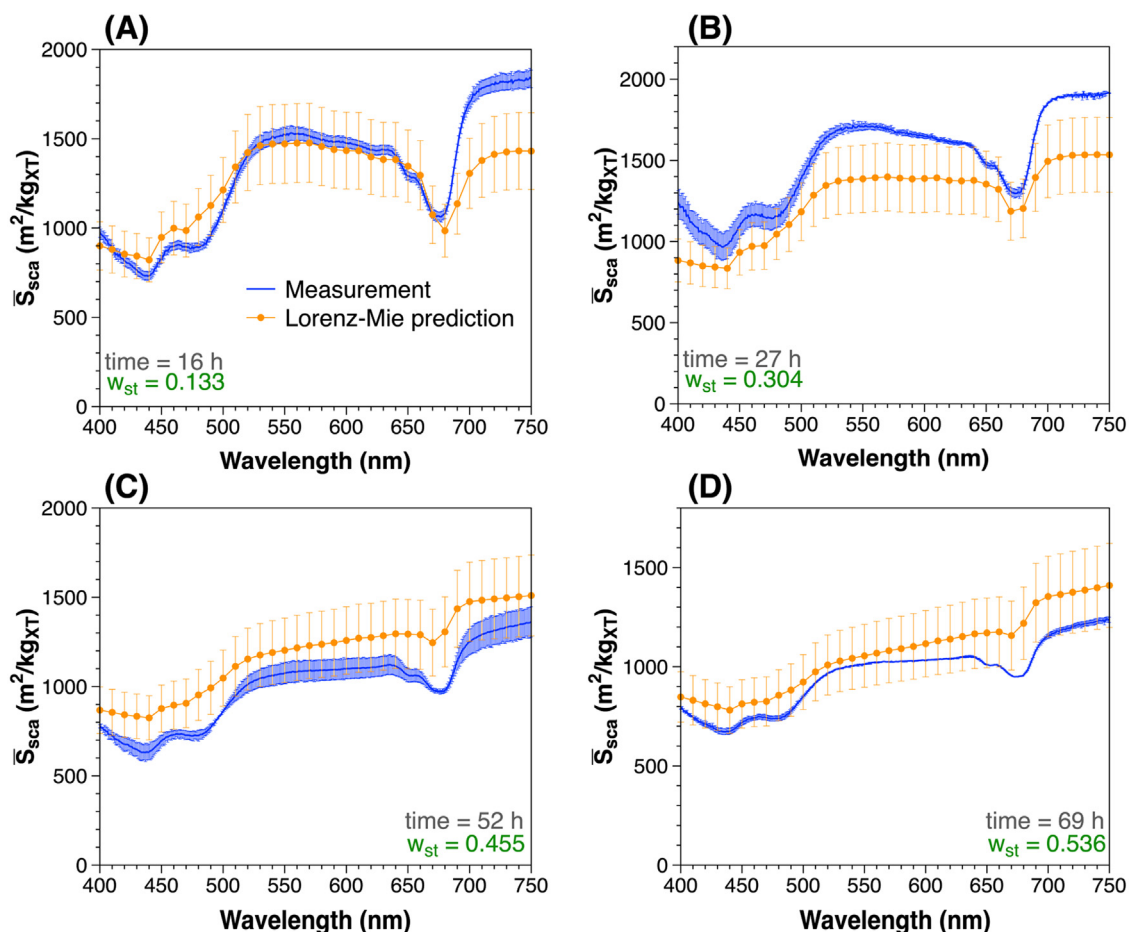 (A)
2000
1500
1000
500
0
S̅sca (m²/kgXT)
Measurement
Lorenz-Mie prediction
time = 16 h
wst = 0.133
400 450 500 550 600 650 700 750
Wavelength (nm)
(B)
2000
1500
1000
500
0
S̅sca (m²/kgXT)
time = 27 h
wst = 0.304
400 450 500 550 600 650 700 750
Wavelength (nm)
(C)
2000
1500
1000
500
0
S̅sca (m²/kgXT)
time = 52 h
wst = 0.455
400 450 500 550 600 650 700 750
Wavelength (nm)
(D)
1500
1000
500
0
S̅sca (m²/kgXT)
time = 69 h
wst = 0.536
400 450 500 550 600 650 700 750
Wavelength (nm)